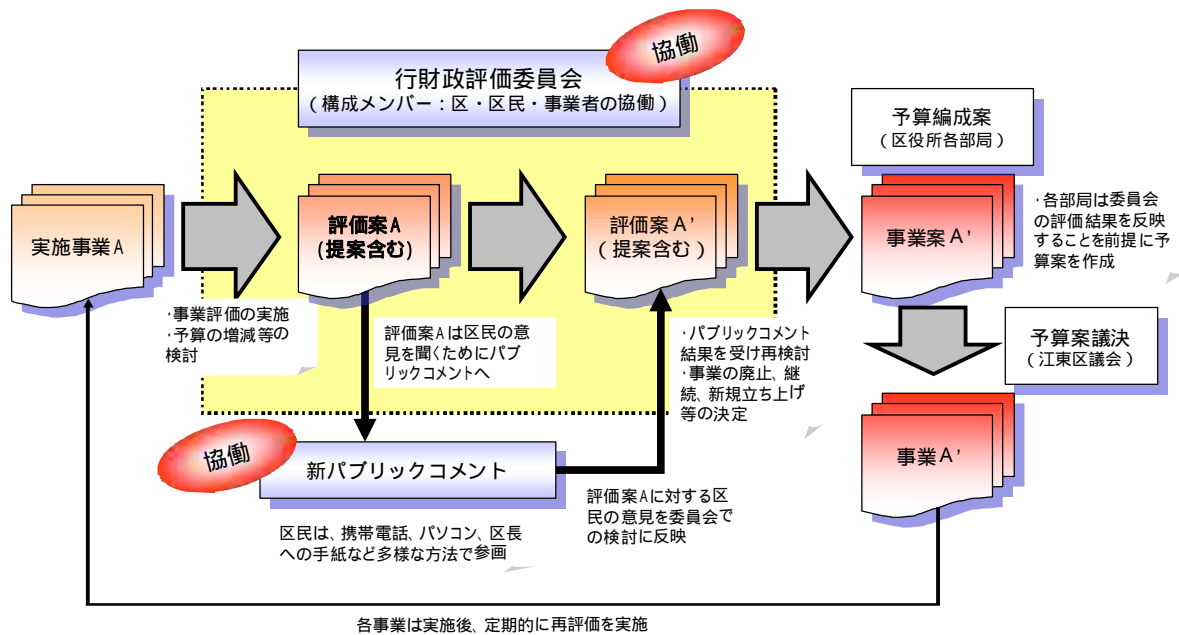 協働
行財政評価委員会
(構成メンバー：区・区民・事業者の協働)
予算編成案
(区役所各部局)
実施事業A
評価案A
(提案含む)
評価案A'
(提案含む)
事業案A'
・各部局は委員会
の評価結果を反映
することを前提に予
算案を作成
・事業評価の実施
・予算の増減等の
検討
評価案Aは区民の意
見を聞くためにパブ
リックコメントへ
・パブリックコメント
結果を受け再検討
・事業の廃止、継
続、新規立ち上げ
等の決定
予算案議決
(江東区議会)
協働
新パブリックコメント
事業A'
区民は、携帯電話、パソコン、区長
への手紙など多様な方法で参画
評価案Aに対する区
民の意見を委員会で
の検討に反映
各事業は実施後、定期的に再評価を実施